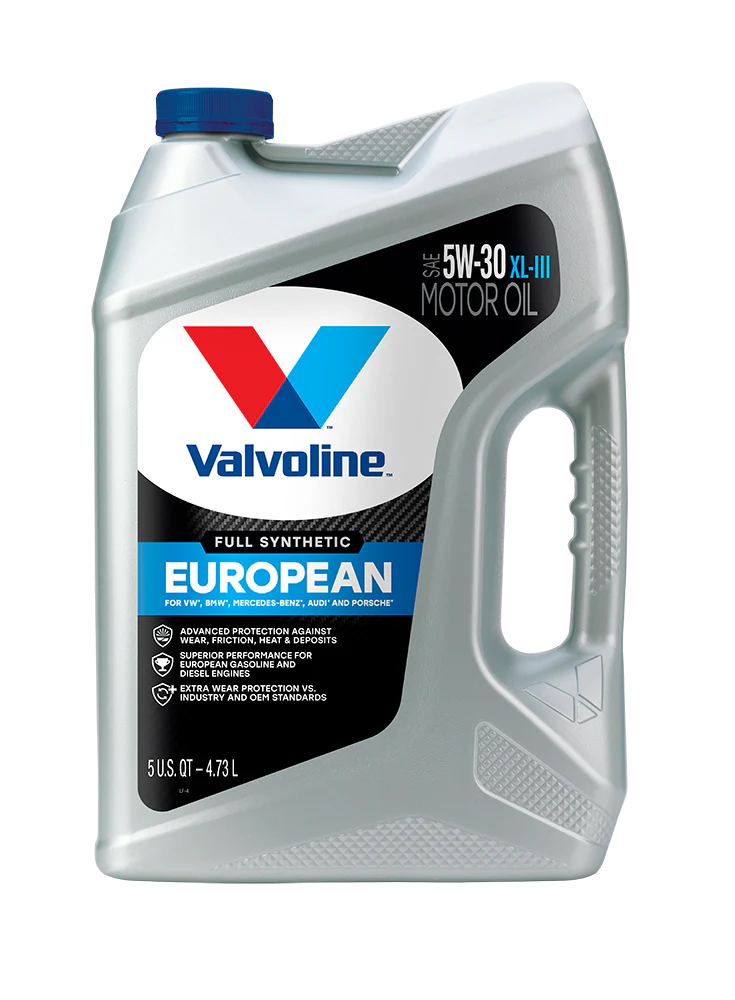 SAE 5W-30 XL-III
MOTOR OIL
Valvoline™
FULL SYNTHETIC
EUROPEAN
FOR VW*, BMW*, MERCEDES-BENZ*, AUDI* AND PORSCHE*
ADVANCED PROTECTION AGAINST
WEAR, FRICTION, HEAT & DEPOSITS
SUPERIOR PERFORMANCE FOR
EUROPEAN GASOLINE AND
DIESEL ENGINES
EXTRA WEAR PROTECTION VS.
INDUSTRY AND OEM STANDARDS
5 U.S. QT – 4.73 L